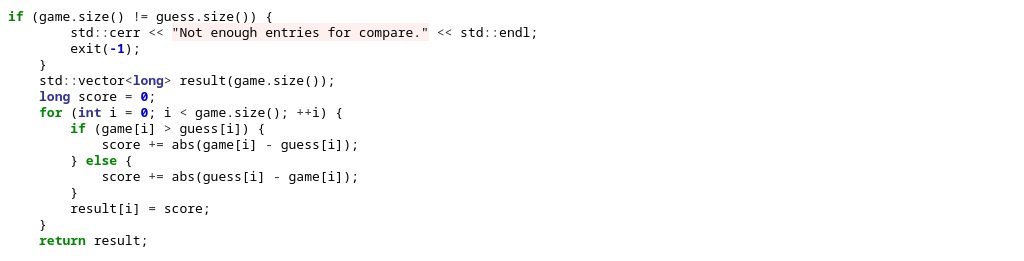 if (game.size() != guess.size()) {
        std::cerr << "Not enough entries for compare." << std::endl;
        exit(-1);
    }
    std::vector<long> result(game.size());
    long score = 0;
    for (int i = 0; i < game.size(); ++i) {
        if (game[i] > guess[i]) {
            score += abs(game[i] - guess[i]);
        } else {
            score += abs(guess[i] - game[i]);
        }
        result[i] = score;
    }
    return result;